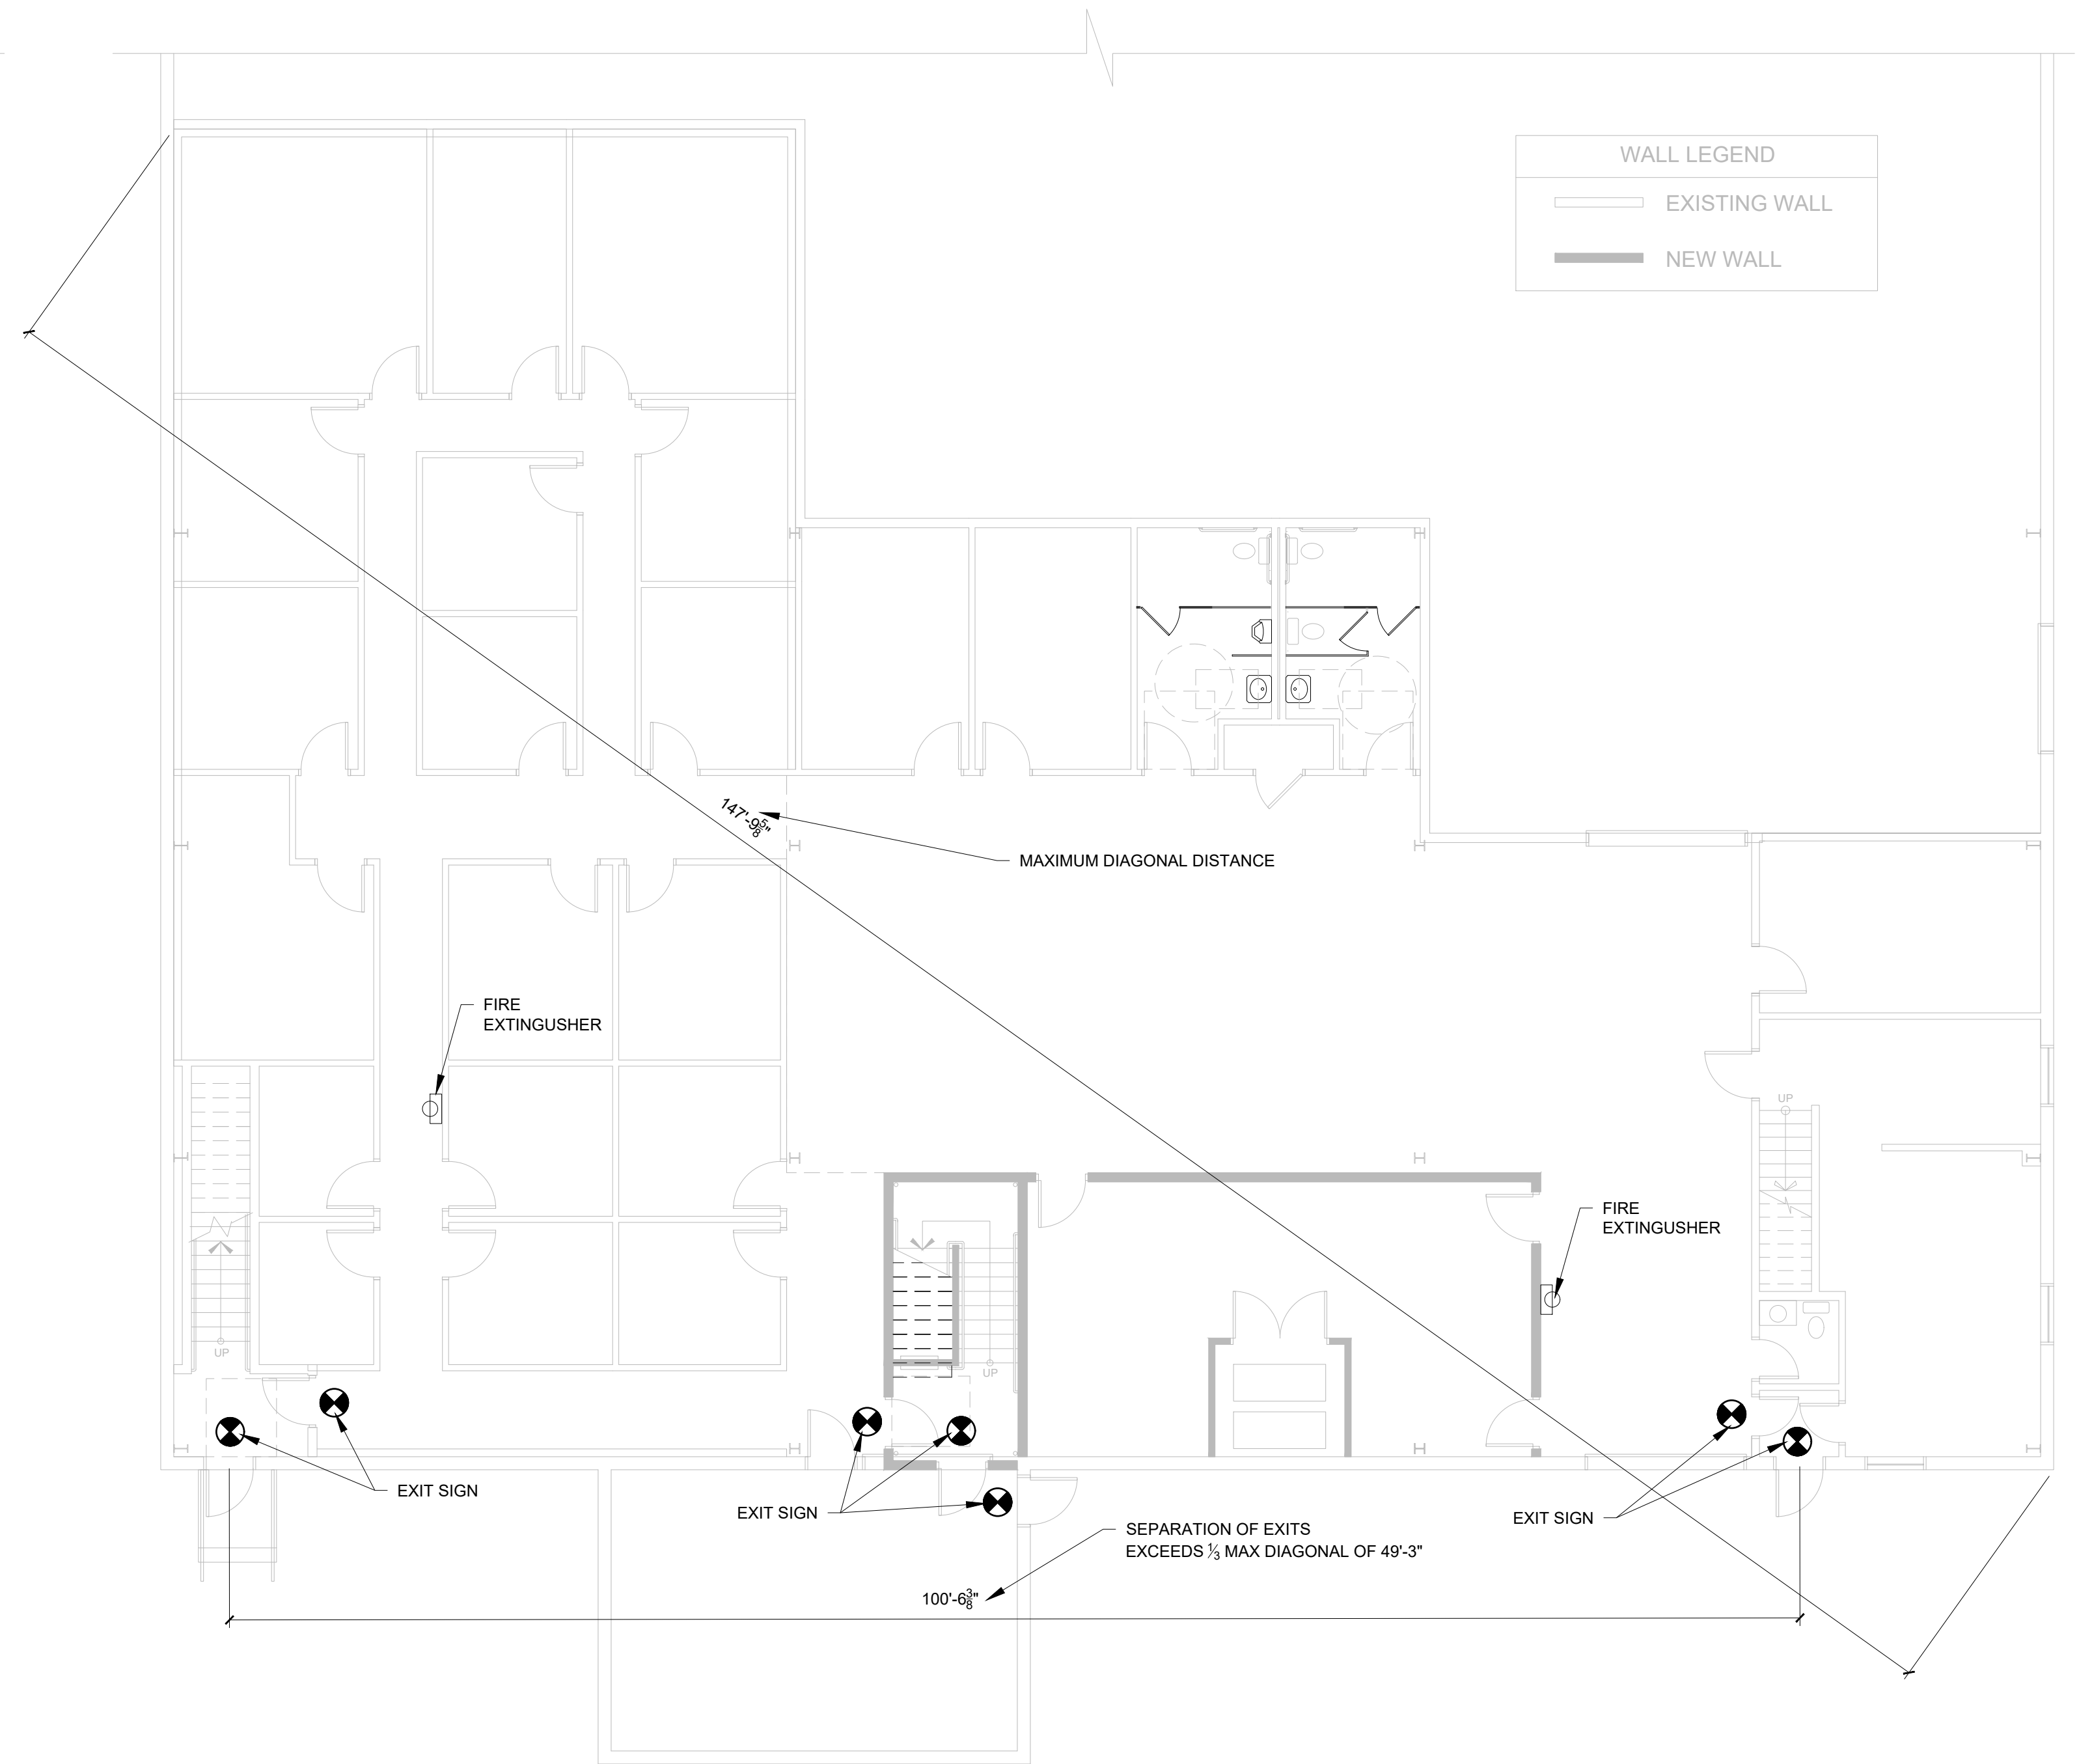 WALL LEGEND
EXISTING WALL
NEW WALL
147'-9⅝"
MAXIMUM DIAGONAL DISTANCE
FIRE
EXTINGUSHER
UP
FIRE
EXTINGUSHER
UP
UP
EXIT SIGN
EXIT SIGN
EXIT SIGN
SEPARATION OF EXITS
EXCEEDS ⅓ MAX DIAGONAL OF 49'-3"
100'-6⅜"